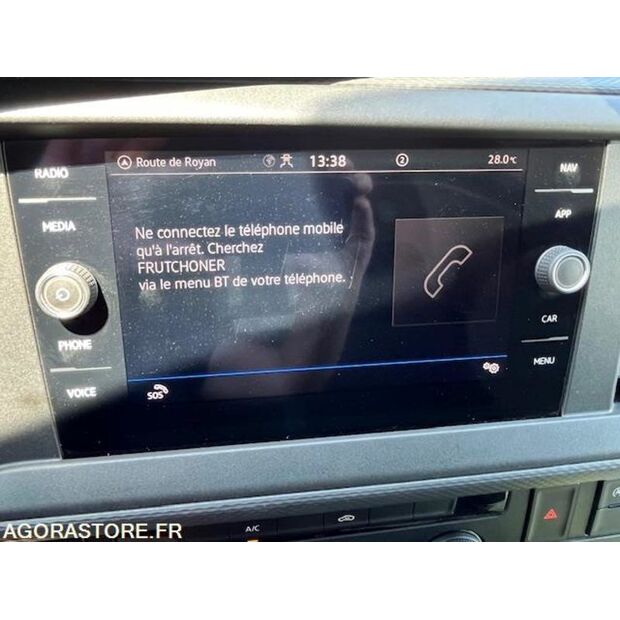 Route de Royan 13:38 2 28.0°C
RADIO
MEDIA
PHONE
VOICE
NAV
APP
CAR
MENU
Ne connectez le téléphone mobile
qu'à l'arrêt. Cherchez
FRUTCHONER
via le menu BT de votre téléphone.
SOS
A/C
AGORASTORE.FR